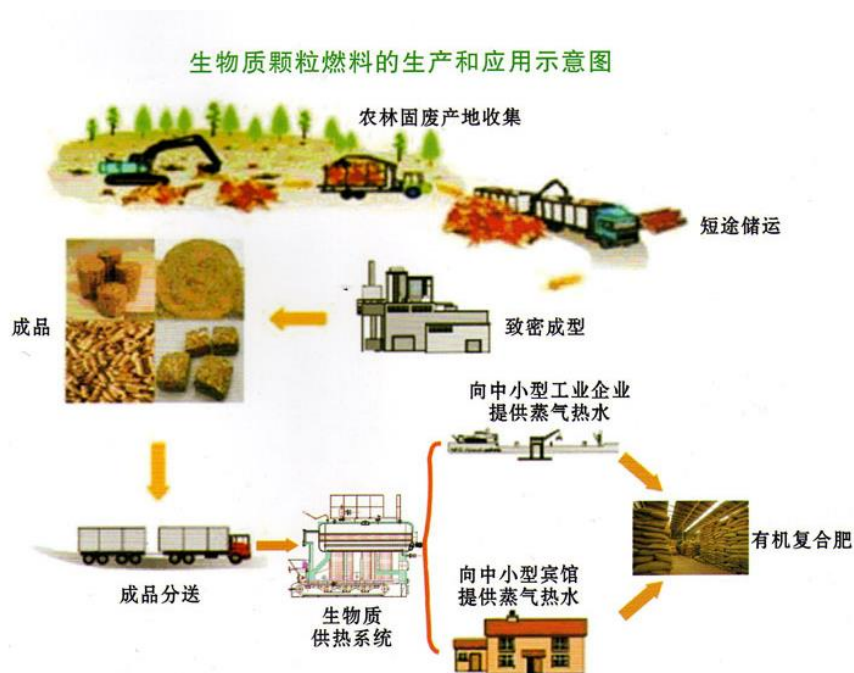 生物质颗粒燃料的生产和应用示意图
农林固废产地收集
短途储运
成品
致密成型
向中小型工业企业
提供蒸气热水
有机复合肥
成品分送
生物质
供热系统
向中小型宾馆
提供蒸气热水